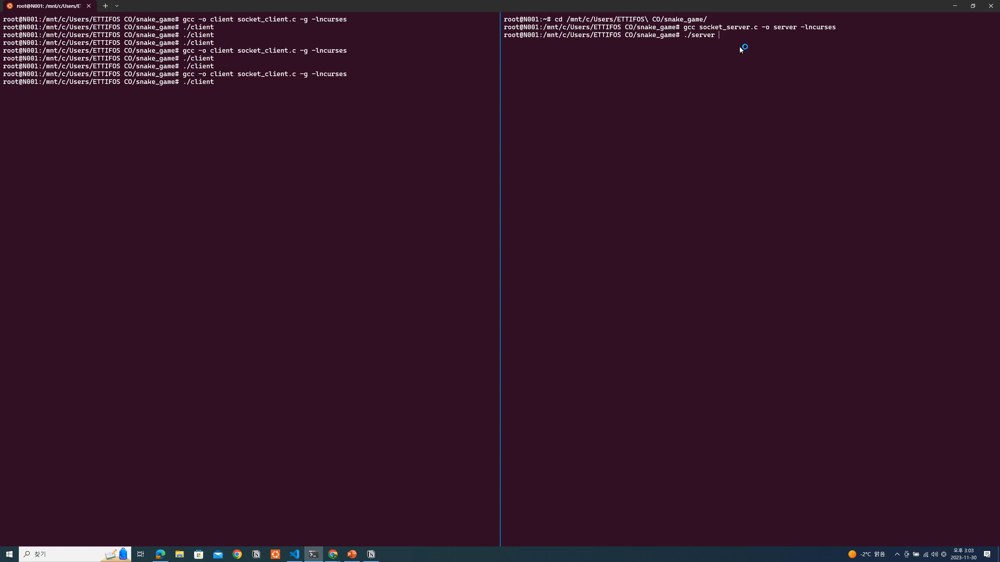 root@N001: /mnt/c/Users/ET
root@N001:/mnt/c/Users/ETTIFOS CO/snake_game# gcc -o client socket_client.c -g -lncurses
root@N001:/mnt/c/Users/ETTIFOS CO/snake_game# ./client
root@N001:/mnt/c/Users/ETTIFOS CO/snake_game# ./client
root@N001:/mnt/c/Users/ETTIFOS CO/snake_game# ./client
root@N001:/mnt/c/Users/ETTIFOS CO/snake_game# gcc -o client socket_client.c -g -lncurses
root@N001:/mnt/c/Users/ETTIFOS CO/snake_game# ./client
root@N001:/mnt/c/Users/ETTIFOS CO/snake_game# ./client
root@N001:/mnt/c/Users/ETTIFOS CO/snake_game# gcc -o client socket_client.c -g -lncurses
root@N001:/mnt/c/Users/ETTIFOS CO/snake_game# ./client
root@N001:~# cd /mnt/c/Users/ETTIFOS\ CO/snake_game/
root@N001:/mnt/c/Users/ETTIFOS CO/snake_game# gcc socket_server.c -o server -lncurses
root@N001:/mnt/c/Users/ETTIFOS CO/snake_game# ./server
찾기
-2°C 맑음
오후 3:03
2023-11-30